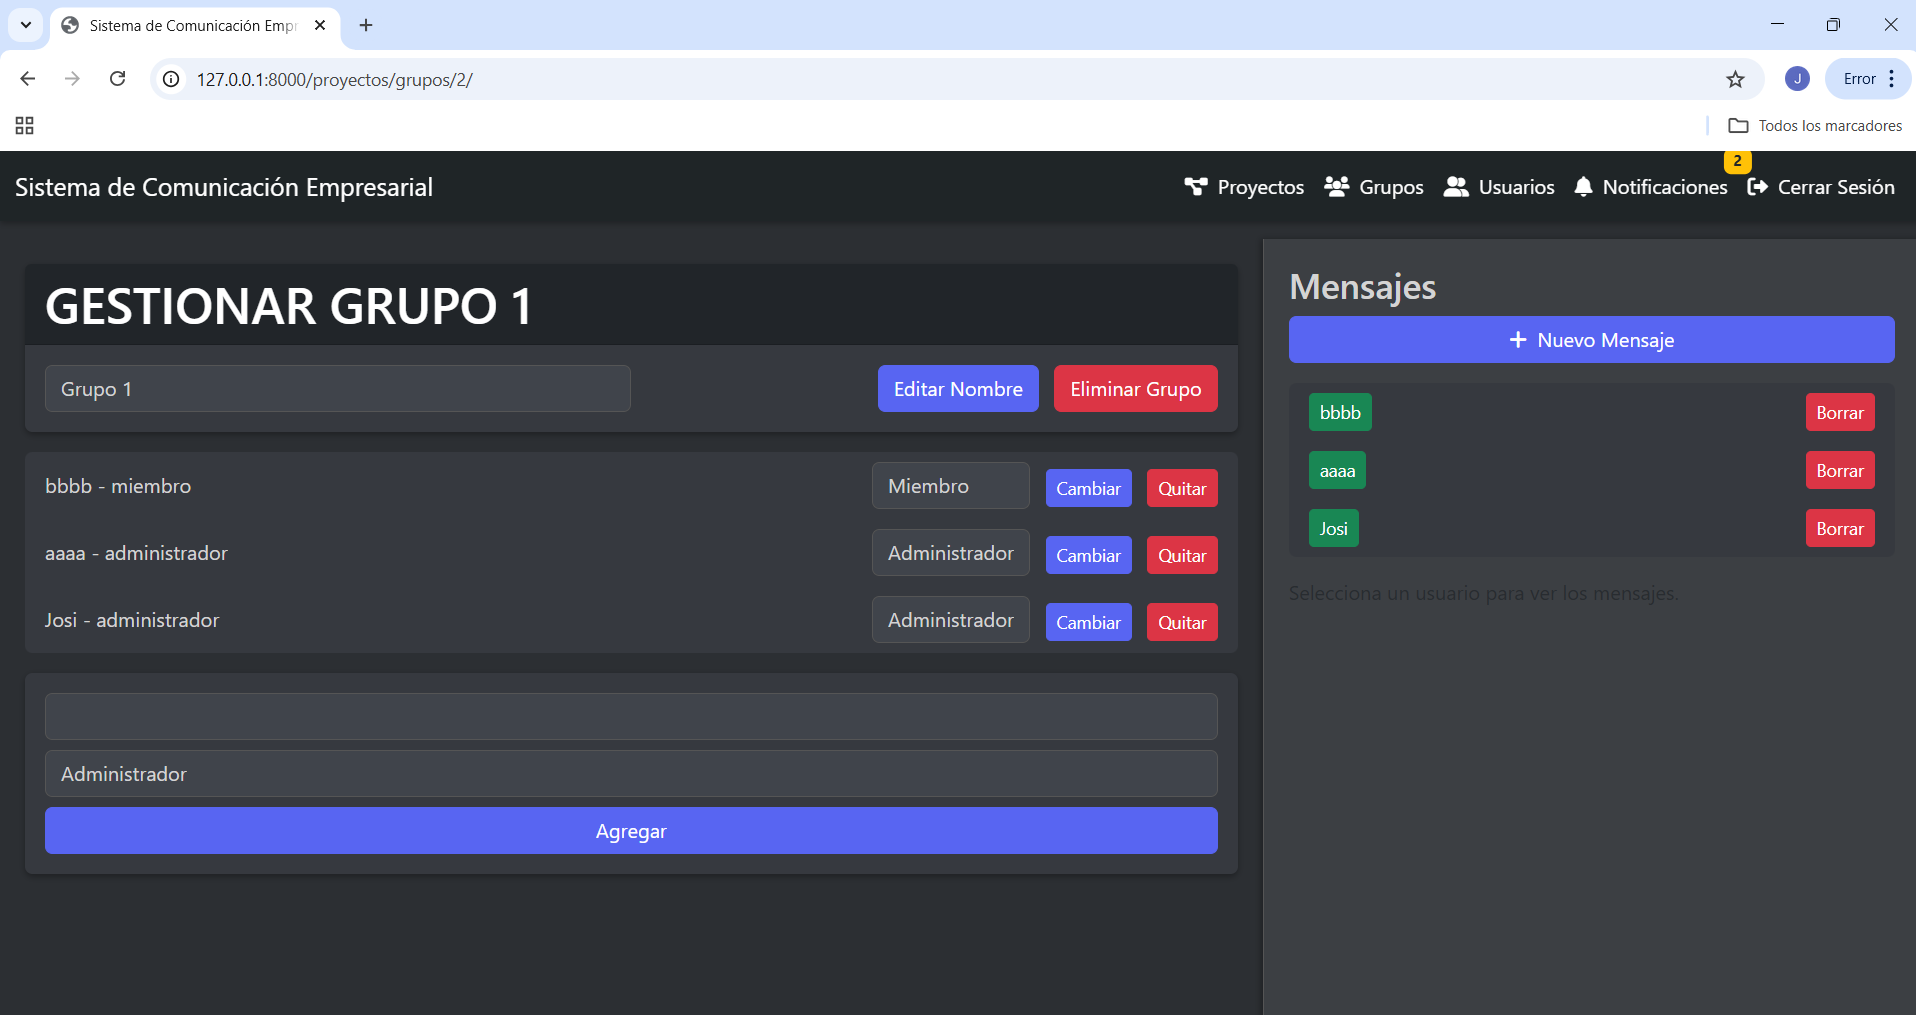 Sistema de Comunicación Empr
127.0.0.1:8000/proyectos/grupos/2/
J
Error
Todos los marcadores
Sistema de Comunicación Empresarial
Proyectos
Grupos
Usuarios
Notificaciones
2
Cerrar Sesión
GESTIONAR GRUPO 1
Grupo 1
Editar Nombre
Eliminar Grupo
bbbb - miembro
Miembro
Cambiar
Quitar
aaaa - administrador
Administrador
Cambiar
Quitar
Josi - administrador
Administrador
Cambiar
Quitar
Administrador
Agregar
Mensajes
+ Nuevo Mensaje
bbbb
Borrar
aaaa
Borrar
Josi
Borrar
Selecciona un usuario para ver los mensajes.